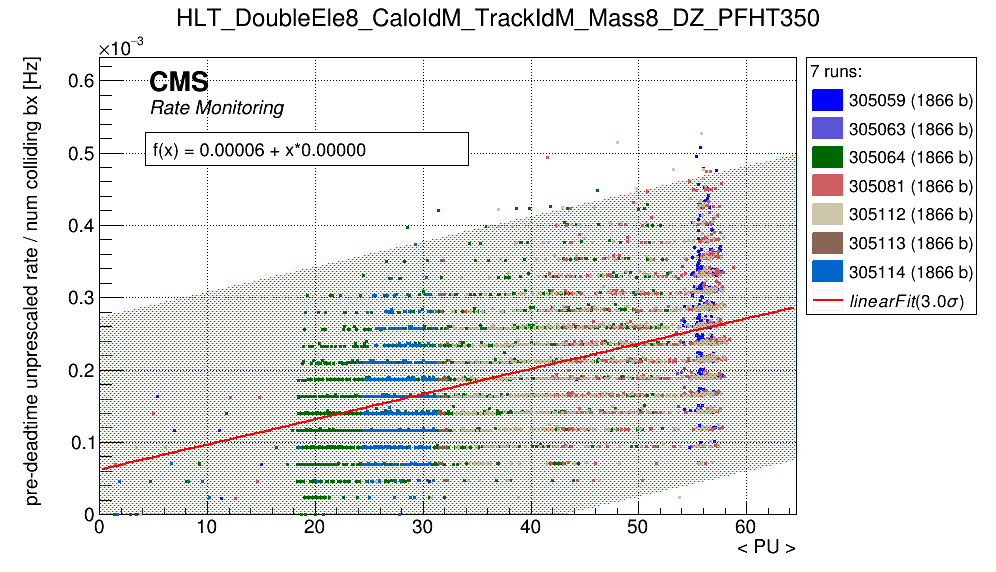 HLT_DoubleEle8_CaloIdM_TrackIdM_Mass8_DZ_PFHT350
×10⁻³
pre-deadtime unprescaled rate / num colliding bx [Hz]
0.6
0.5
0.4
0.3
0.2
0.1
0
CMS
Rate Monitoring
f(x) = 0.00006 + x*0.00000
0 10 20 30 40 50 60
< PU >
7 runs:
305059 (1866 b)
305063 (1866 b)
305064 (1866 b)
305081 (1866 b)
305112 (1866 b)
305113 (1866 b)
305114 (1866 b)
linearFit(3.0σ)